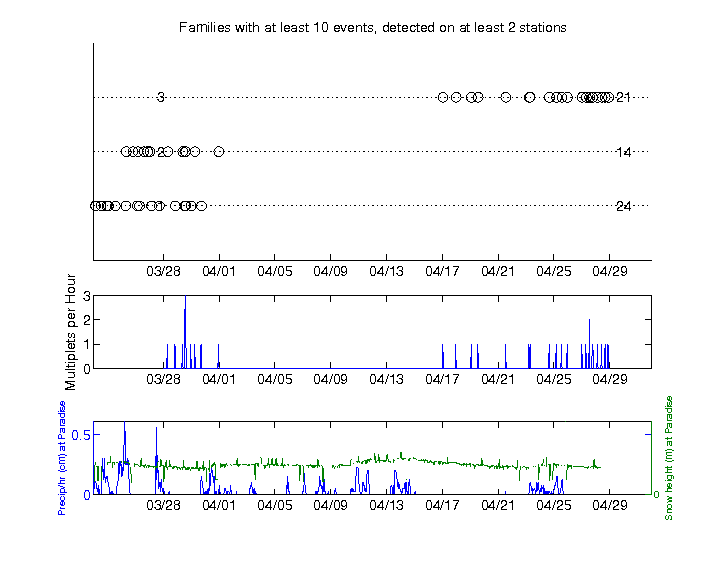 Families with at least 10 events, detected on at least 2 stations
3 21
2 14
1 24
03/28 04/01 04/05 04/09 04/13 04/17 04/21 04/25 04/29
Multiplets per Hour
3
2
1
0
03/28 04/01 04/05 04/09 04/13 04/17 04/21 04/25 04/29
Precip/hr (cm) at Paradise
0.5
0
Snow height (m) at Paradise
0
03/28 04/01 04/05 04/09 04/13 04/17 04/21 04/25 04/29